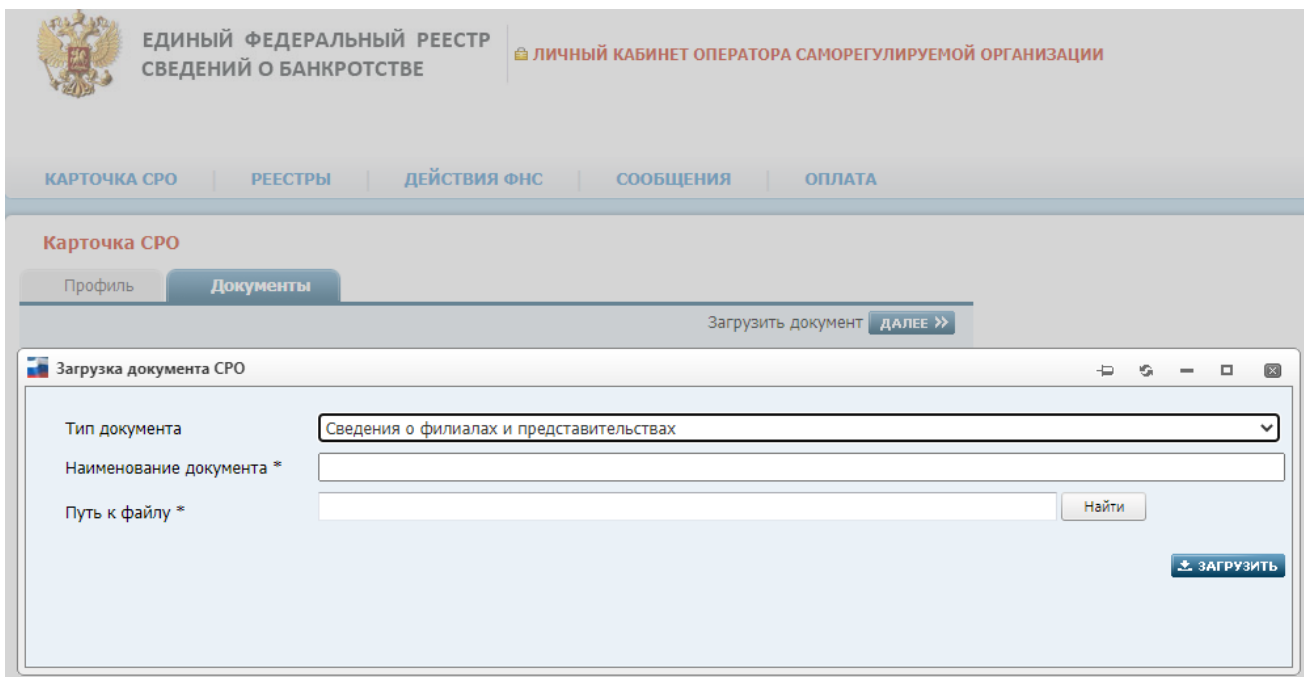 ЕДИНЫЙ ФЕДЕРАЛЬНЫЙ РЕЕСТР
СВЕДЕНИЙ О БАНКРОТСТВЕ
ЛИЧНЫЙ КАБИНЕТ ОПЕРАТОРА САМОРЕГУЛИРУЕМОЙ ОРГАНИЗАЦИИ
КАРТОЧКА СРО РЕЕСТРЫ ДЕЙСТВИЯ ФНС СООБЩЕНИЯ ОПЛАТА
Карточка СРО
Профиль Документы
Загрузить документ ДАЛЕЕ
Загрузка документа СРО
Тип документа Сведения о филиалах и представительствах
Наименование документа *
Путь к файлу * Найти
ЗАГРУЗИТЬ